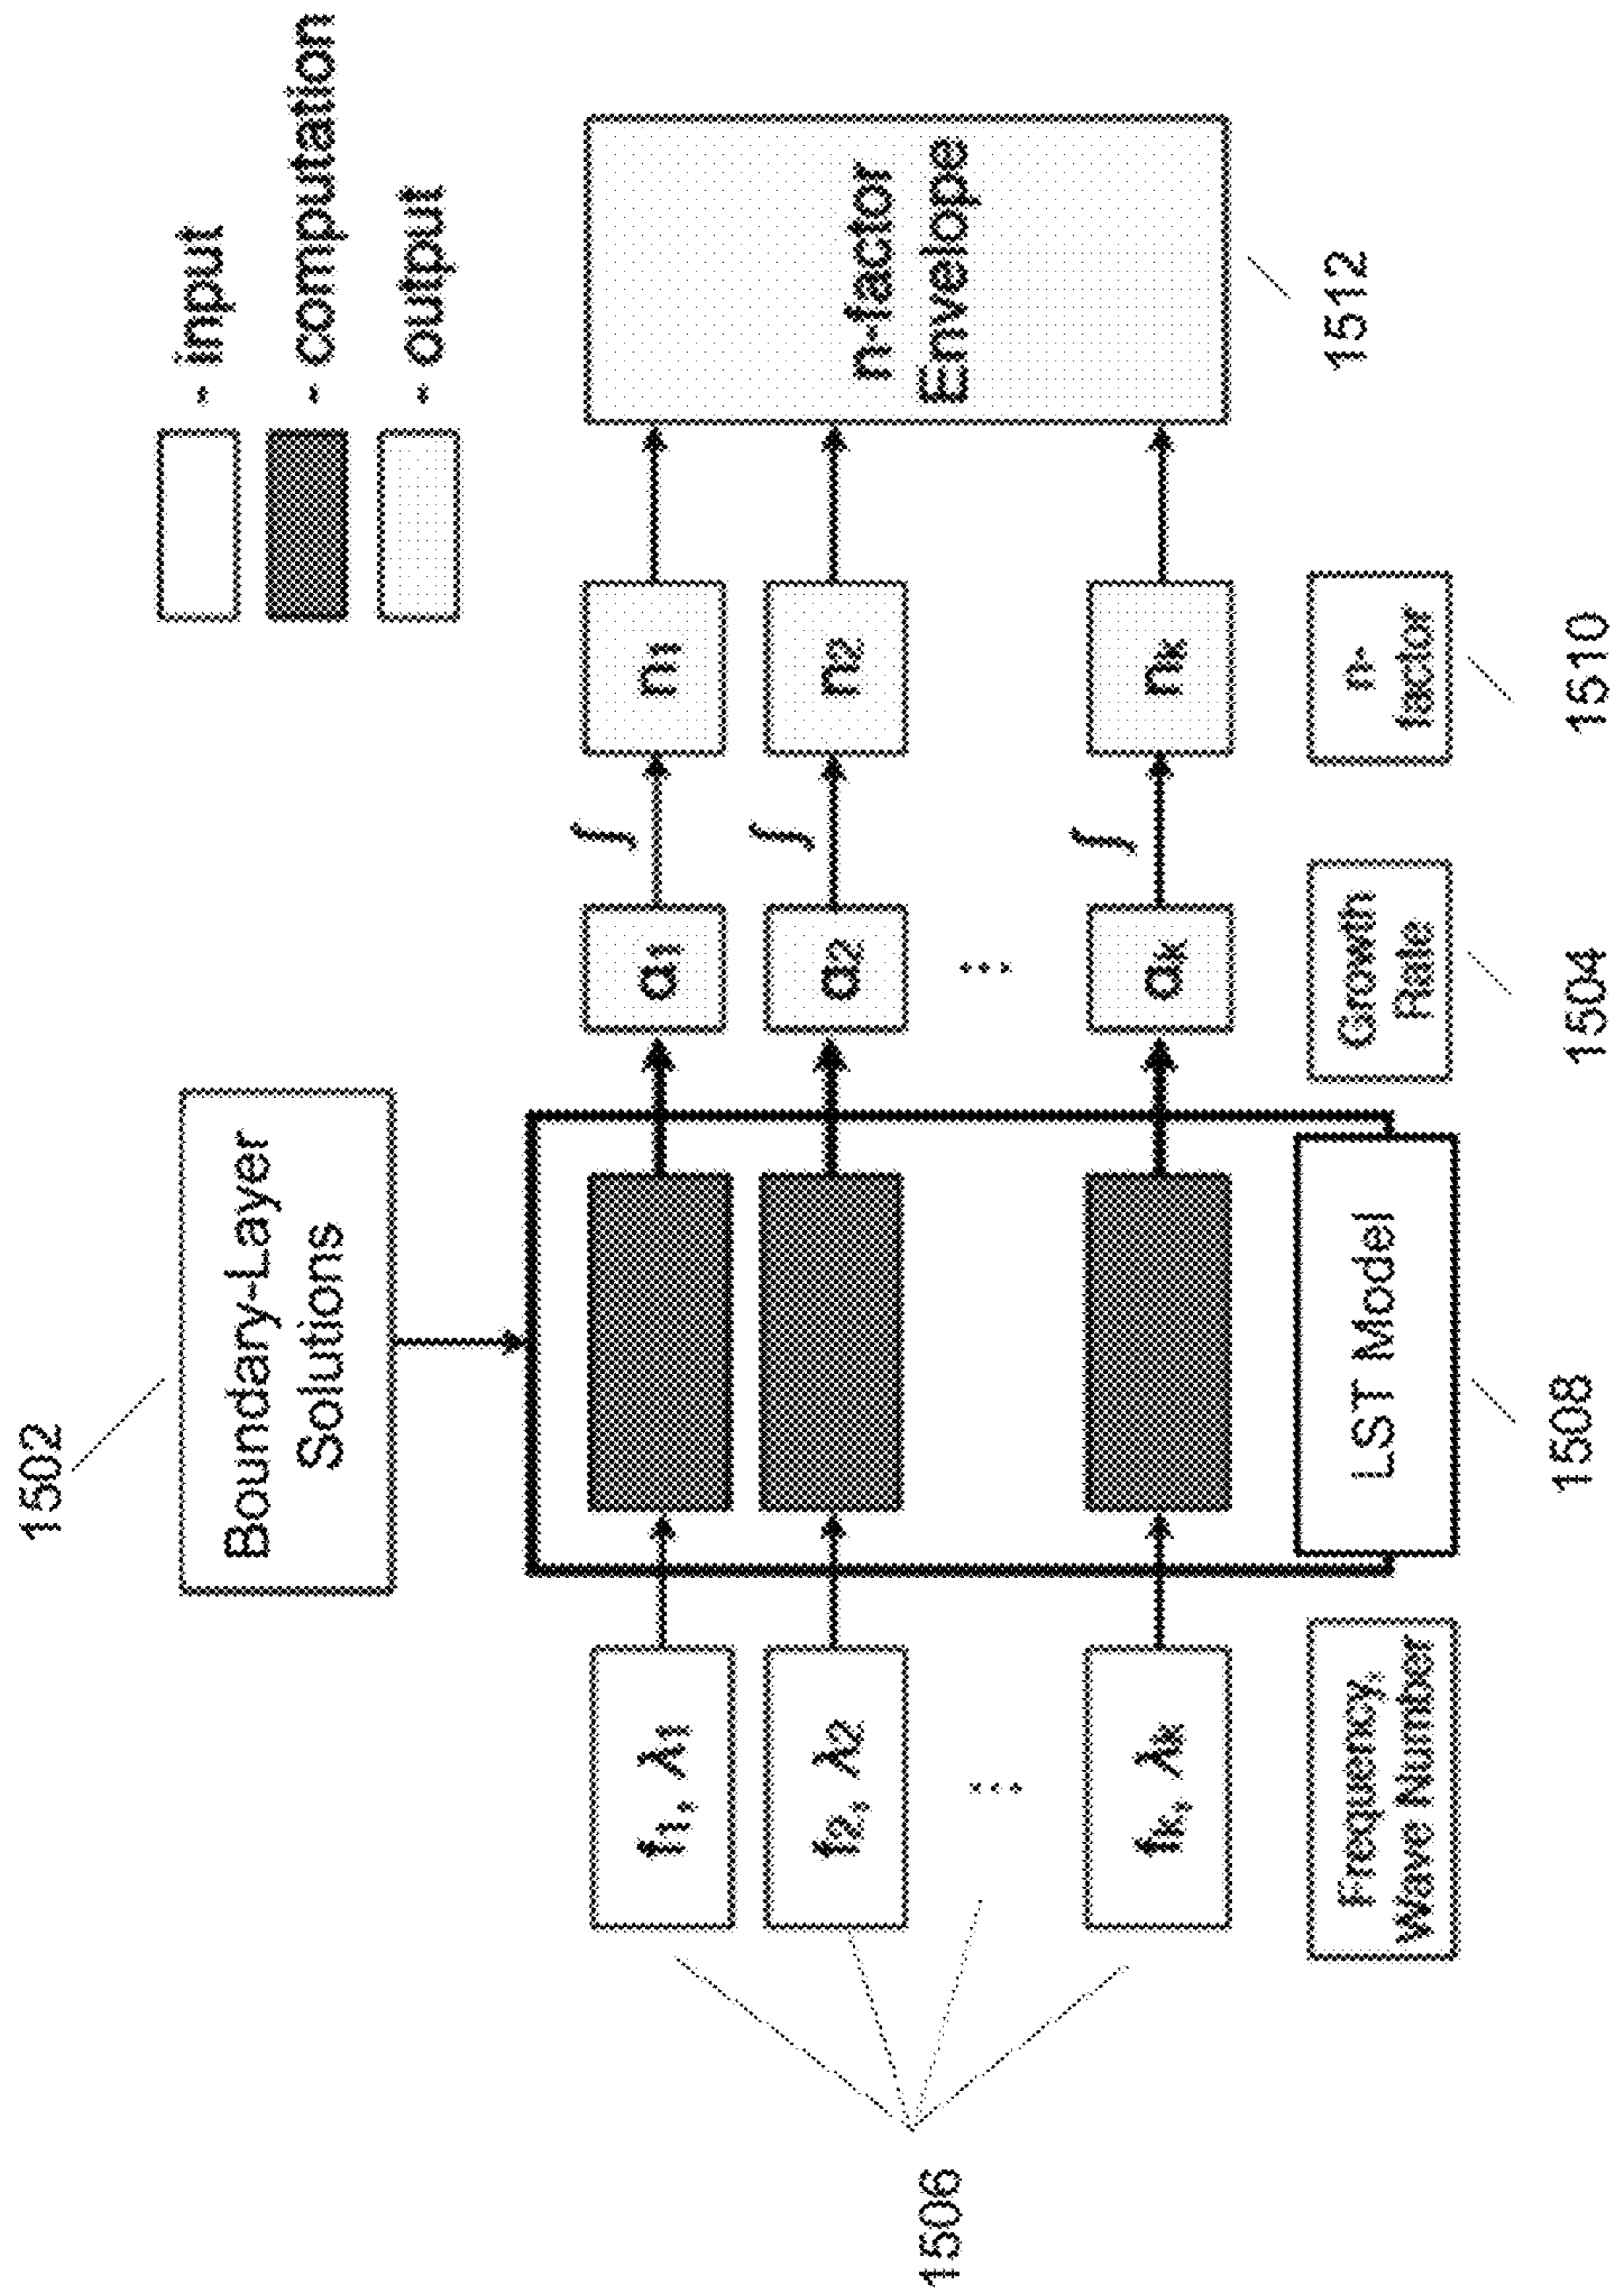 1502
Boundary-Layer
Solutions
- input
- computation
- output
f1, λ1
f2, λ2
...
fk, λk
1506
α1
α2
...
αk
∫
∫
∫
n1
n2
nk
n-factor
Envelope
Frequency,
Wave Number
LST Model
Growth
Rate
n-
factor
1508
1504
1510
1512